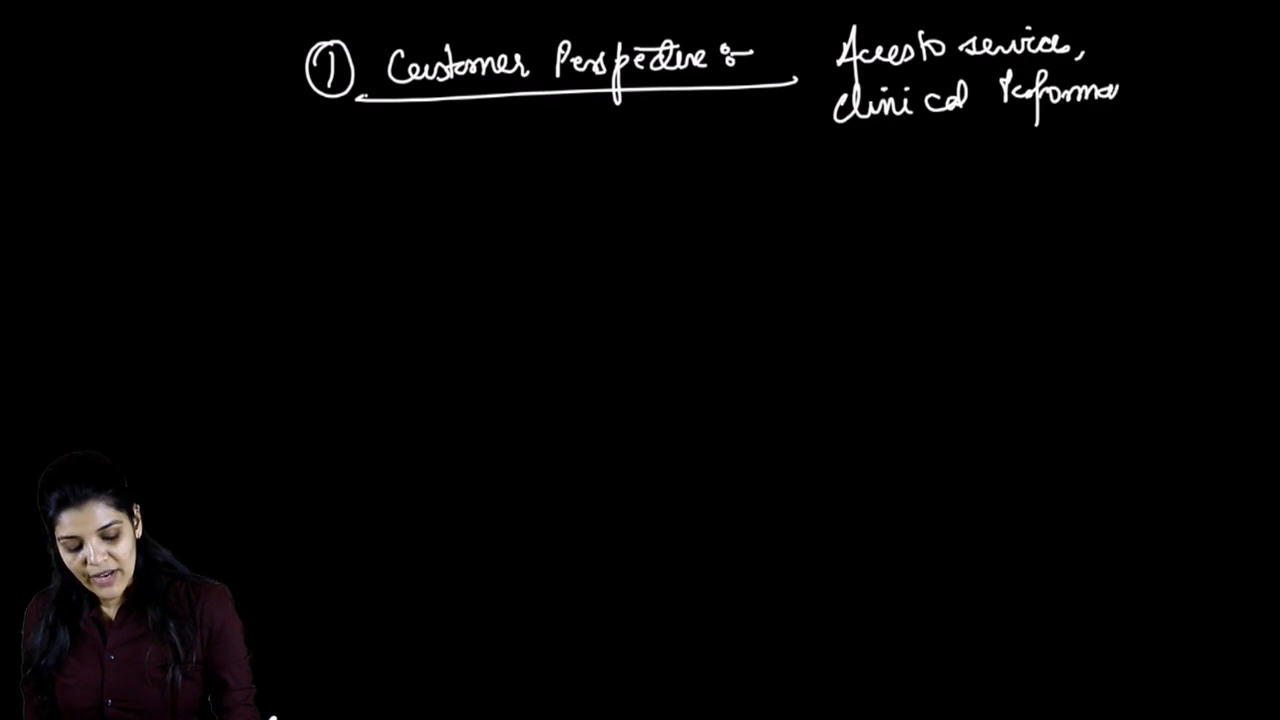 ① Customer Perspective :-
Access to service,
clinical Performa